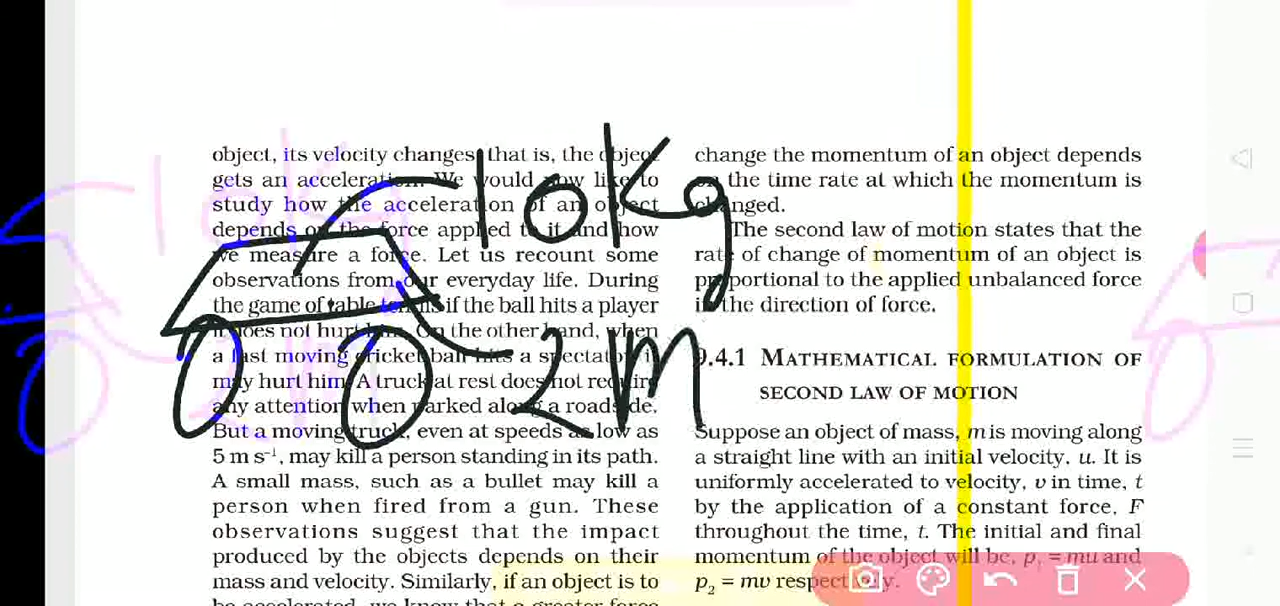 object, its velocity changes, that is, the object
gets an acceleration. We would now like to
study how the acceleration of an object
depends on the force applied to it and how
we measure a force. Let us recount some
observations from our everyday life. During
the game of table tennis if the ball hits a player
it does not hurt him. On the other hand, when
a fast moving cricket ball hits a spectator, it
may hurt him. A truck at rest does not require
any attention when parked along a roadside.
But a moving truck, even at speeds as low as
5 m s⁻¹, may kill a person standing in its path.
A small mass, such as a bullet may kill a
person when fired from a gun. These
observations suggest that the impact
produced by the objects depends on their
mass and velocity. Similarly, if an object is to
be accelerated, we know that a greater force
10kg
2m
change the momentum of an object depends
on the time rate at which the momentum is
changed.
The second law of motion states that the
rate of change of momentum of an object is
proportional to the applied unbalanced force
in the direction of force.
9.4.1 MATHEMATICAL FORMULATION OF
SECOND LAW OF MOTION
Suppose an object of mass, m is moving along
a straight line with an initial velocity, u. It is
uniformly accelerated to velocity, v in time, t
by the application of a constant force, F
throughout the time, t. The initial and final
momentum of the object will be, p₁ = mu and
p₂ = mv respectively.